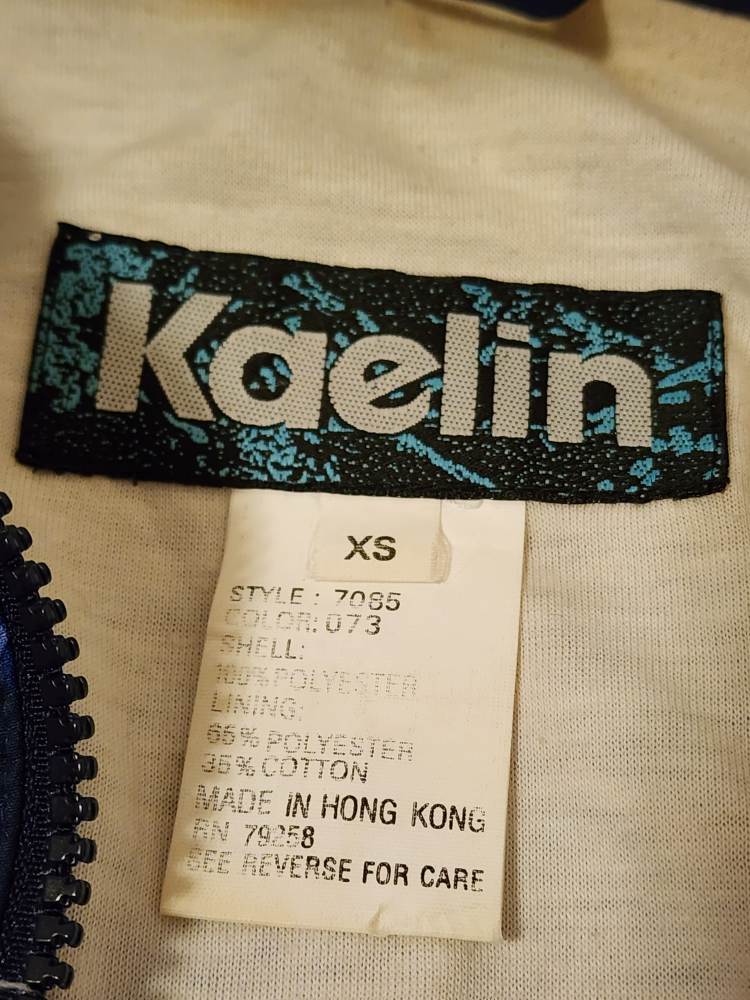 Kaelin
XS
STYLE : 7085
COLOR: 073
SHELL:
100% POLYESTER
LINING:
65% POLYESTER
35% COTTON
MADE IN HONG KONG
RN 79258
SEE REVERSE FOR CARE